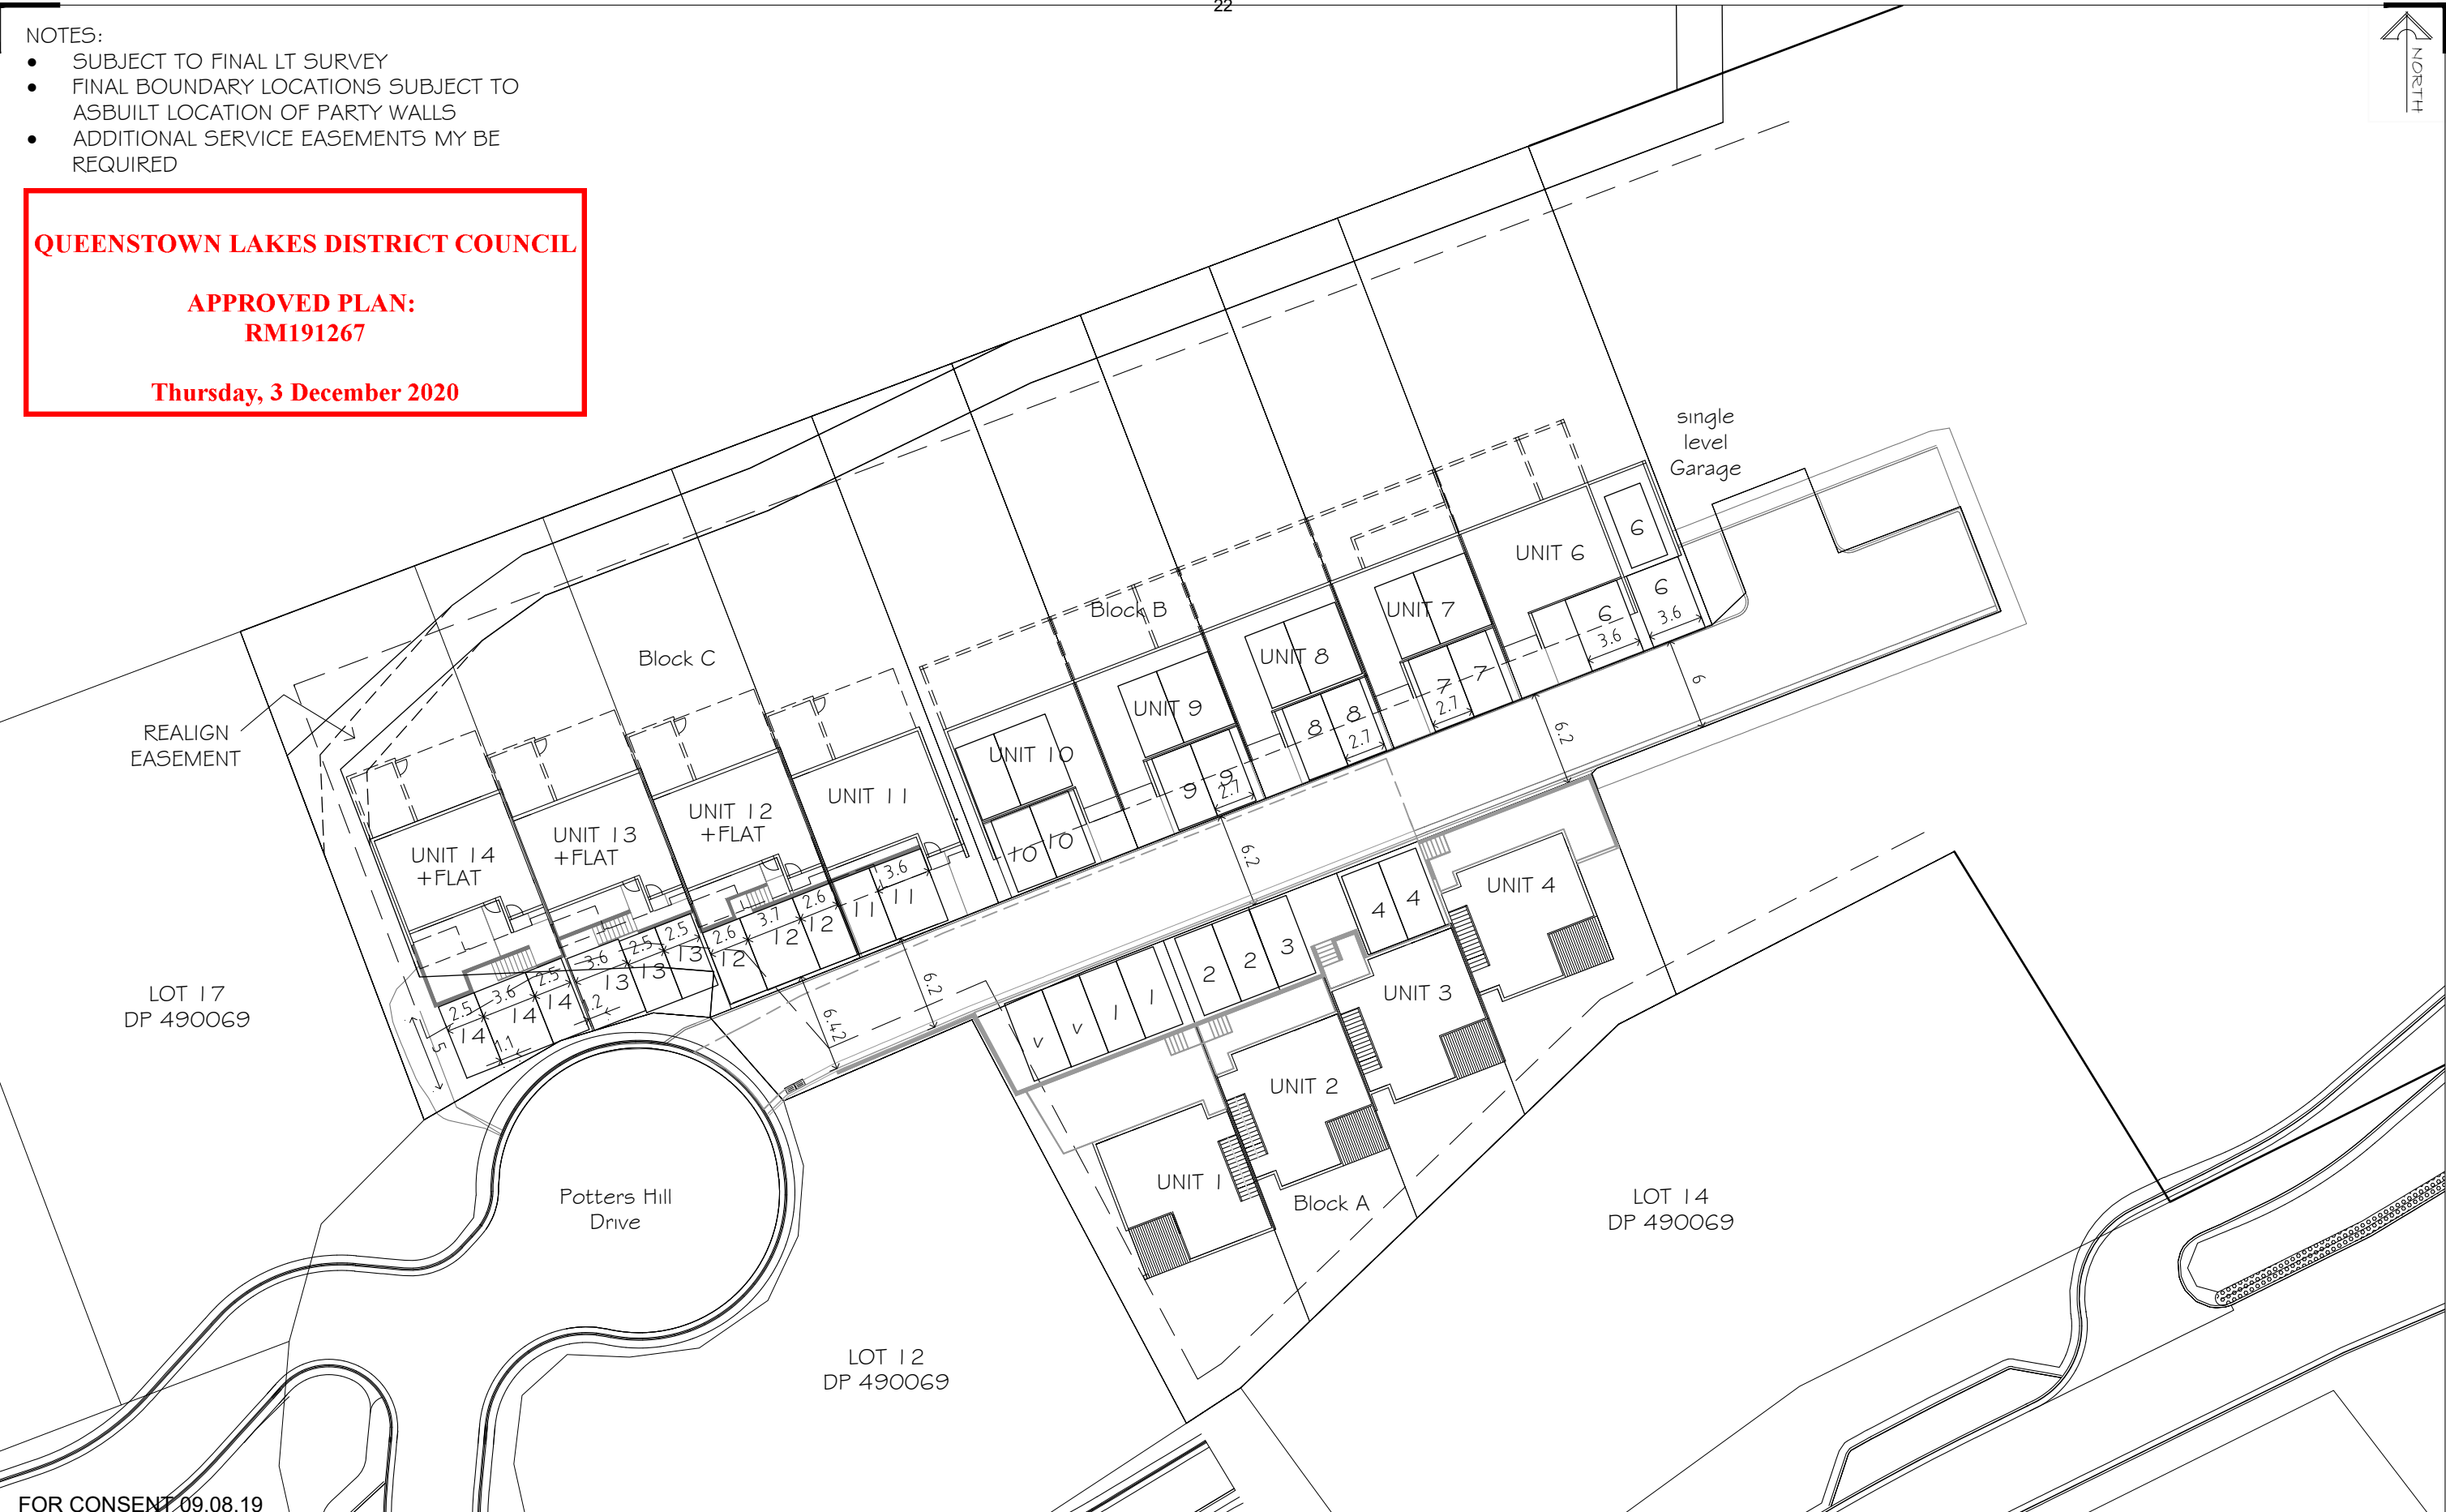 22
NOTES:
• SUBJECT TO FINAL LT SURVEY
• FINAL BOUNDARY LOCATIONS SUBJECT TO
ASBUILT LOCATION OF PARTY WALLS
• ADDITIONAL SERVICE EASEMENTS MY BE
REQUIRED
NORTH
QUEENSTOWN LAKES DISTRICT COUNCIL
APPROVED PLAN:
RM191267
Thursday, 3 December 2020
single
level
Garage
6
UNIT 6
6
3.6
6
3.6
6
Block B
UNIT 7
7 7
2.7
6.2
UNIT 8
8 8
2.7
UNIT 9
9 9
2.7
6.2
UNIT 10
10 10
Block C
REALIGN
EASEMENT
UNIT 11
3.6
11 11
UNIT 12
+FLAT
2.6 3.7 2.6
12 12 12
UNIT 13
+FLAT
3.6 2.5 2.5
13 13 13
UNIT 14
+FLAT
2.5 3.6 2.5
14 14 14
1.2
1.1
5
6.2
6.42
LOT 17
DP 490069
4 4
UNIT 4
2 2 3
UNIT 3
v v 1 1
UNIT 2
UNIT 1
Block A
Potters Hill
Drive
LOT 14
DP 490069
LOT 12
DP 490069
FOR CONSENT 09.08.19